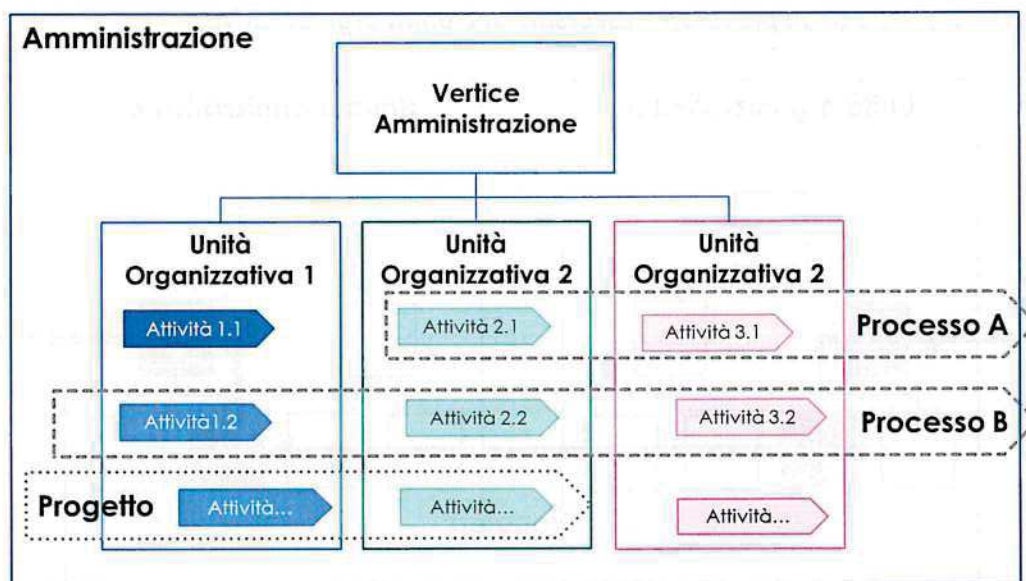 Amministrazione
Vertice
Amministrazione
Unità
Organizzativa 1
Unità
Organizzativa 2
Unità
Organizzativa 2
Attività 1.1
Attività 2.1
Attività 3.1
Processo A
Attività1.2
Attività 2.2
Attività 3.2
Processo B
Progetto
Attività...
Attività...
Attività...